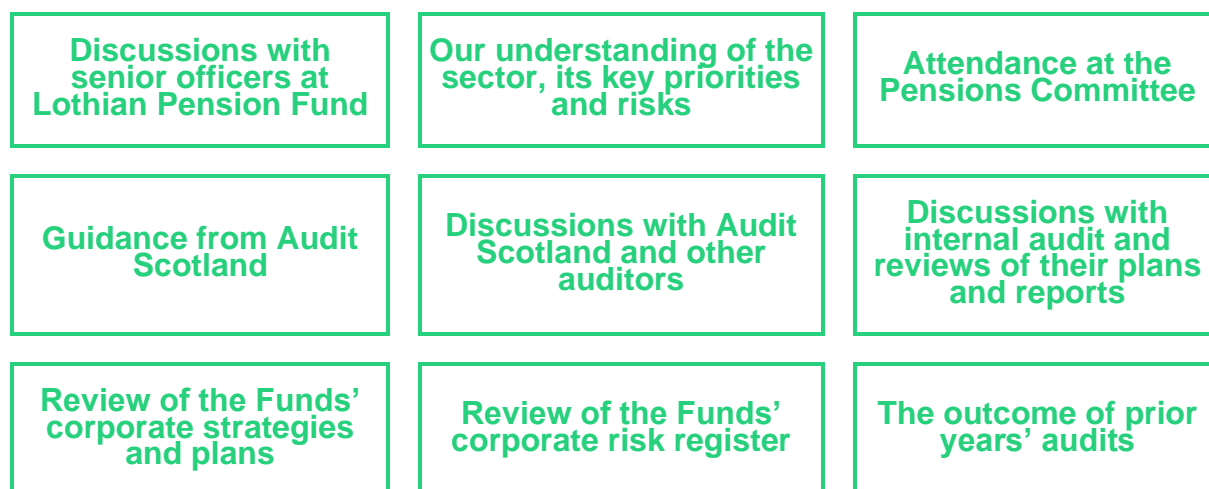 Discussions with
senior officers at
Lothian Pension Fund
Our understanding of the
sector, its key priorities
and risks
Attendance at the
Pensions Committee
Guidance from Audit
Scotland
Discussions with Audit
Scotland and other
auditors
Discussions with
internal audit and
reviews of their plans
and reports
Review of the Funds’
corporate strategies
and plans
Review of the Funds’
corporate risk register
The outcome of prior
years’ audits